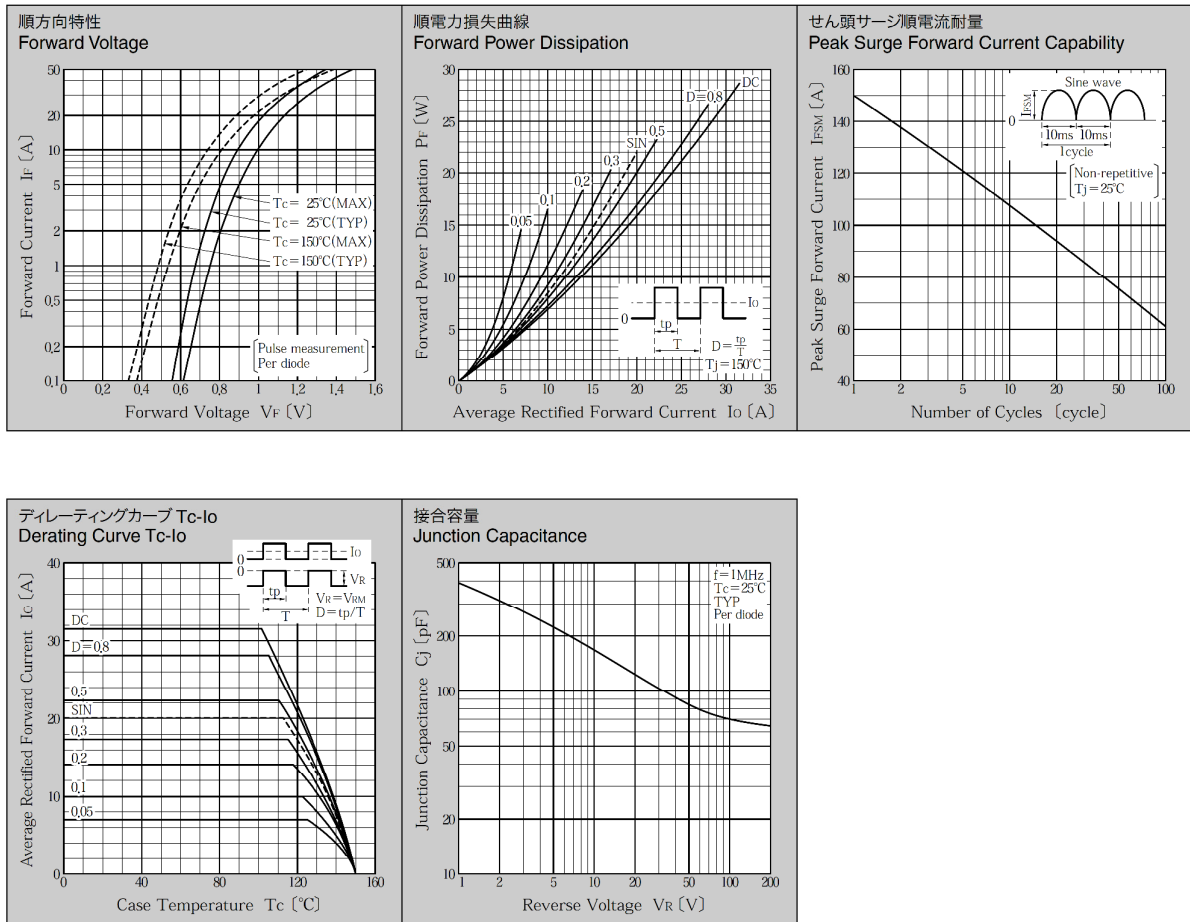 順方向特性
Forward Voltage
50
20
10
5
2
1
0,5
0,2
0,1
Forward Current IF〔A〕
Tc= 25℃(MAX)
Tc= 25℃(TYP)
Tc=150℃(MAX)
Tc=150℃(TYP)
Pulse measurement
Per diode
0 0,2 0,4 0,6 0,8 1 1,2 1,4 1,6
Forward Voltage VF〔V〕
順電力損失曲線
Forward Power Dissipation
30
25
20
15
10
5
0
Forward Power Dissipation PF〔W〕
DC
D=0.8
0.5
SIN
0.3
0.2
0.1
0.05
Io
0
tp
T
D=tp/T
Tj=150℃
5 10 15 20 25 30 35
Average Rectified Forward Current Io〔A〕
せん頭サージ順電流耐量
Peak Surge Forward Current Capability
160
140
120
100
80
60
40
Peak Surge Forward Current IFSM〔A〕
Sine wave
IFSM
0
10ms 10ms
1cycle
Non-repetitive
Tj=25℃
1 2 5 10 20 50 100
Number of Cycles〔cycle〕
ディレーティングカーブ Tc-Io
Derating Curve Tc-Io
40
30
20
10
0
Average Rectified Forward Current Io〔A〕
0
Io
0
VR
tp
T
VR=VRM
D=tp/T
DC
D=0.8
0.5
SIN
0.3
0.2
0.1
0.05
0 40 80 120 160
Case Temperature Tc〔℃〕
接合容量
Junction Capacitance
500
200
100
50
20
10
Junction Capacitance Cj〔pF〕
f=1MHz
Tc=25℃
TYP
Per diode
1 2 5 10 20 50 100 200
Reverse Voltage VR〔V〕